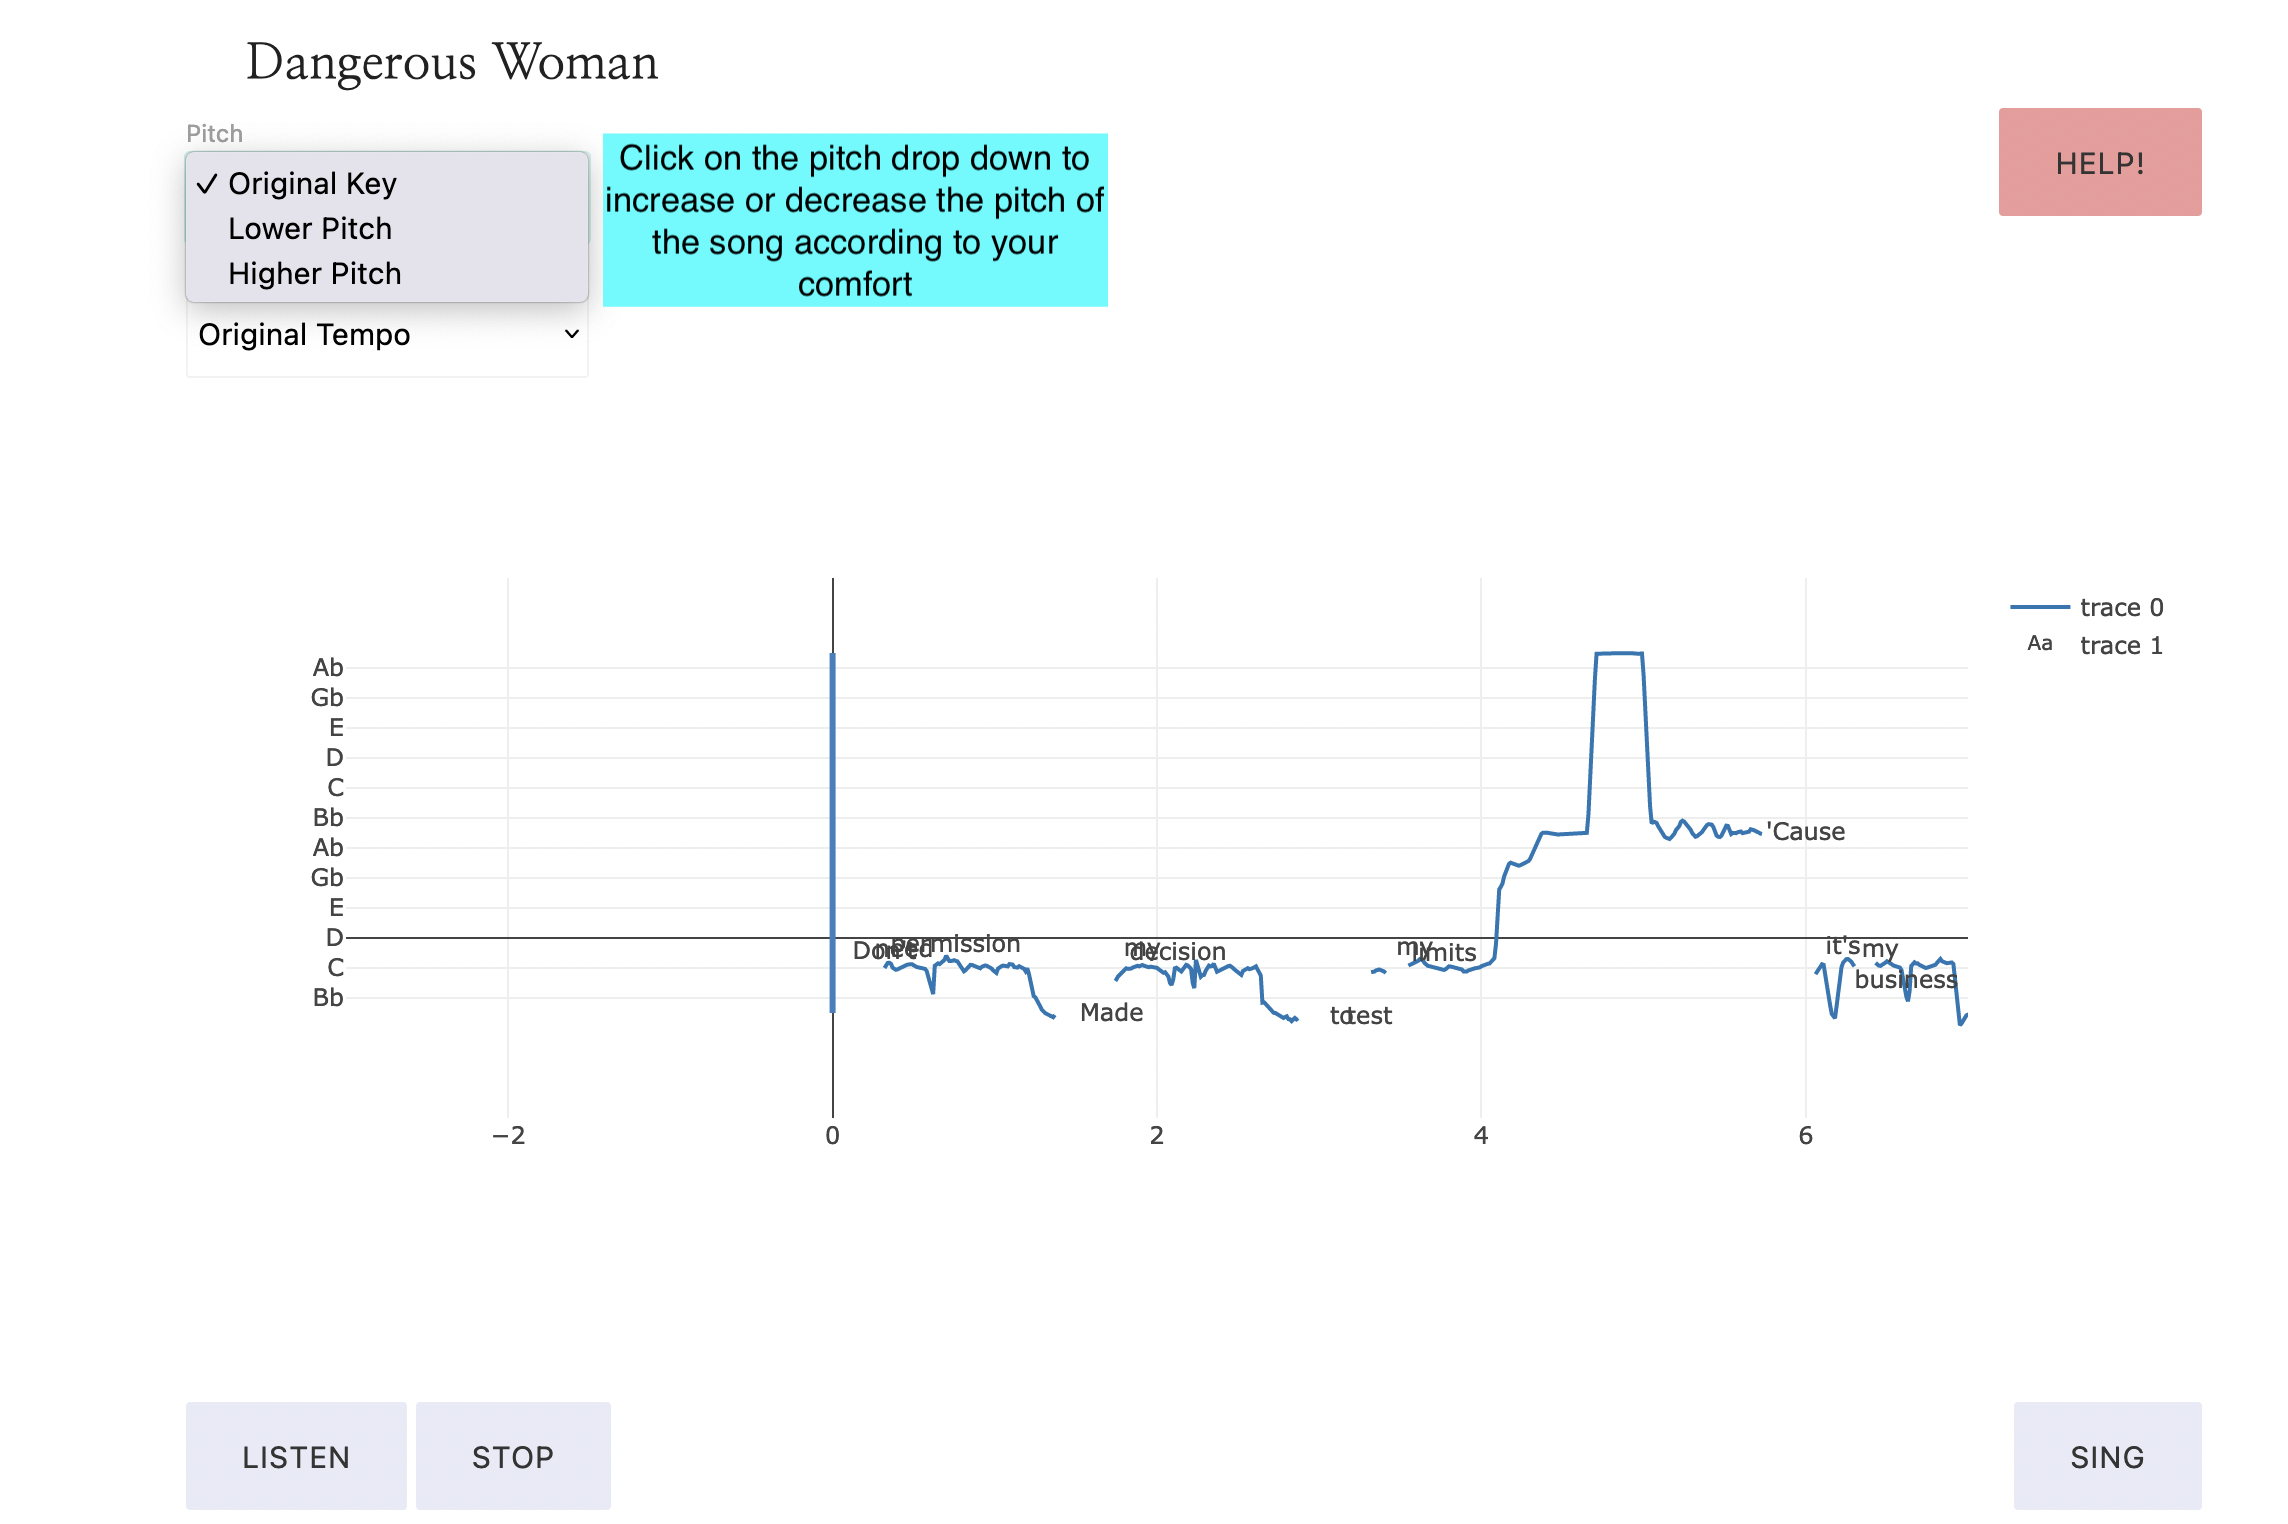 Dangerous Woman
Pitch
✓ Original Key
Lower Pitch
Higher Pitch
Original Tempo
Click on the pitch drop down to
increase or decrease the pitch of
the song according to your
comfort
HELP!
trace 0
Aa trace 1
Ab
Gb
E
D
C
Bb
Ab
Gb
E
D
C
Bb
Don't need permission
Made my decision
to test my limits
'Cause it's my business
−2 0 2 4 6
LISTEN STOP SING